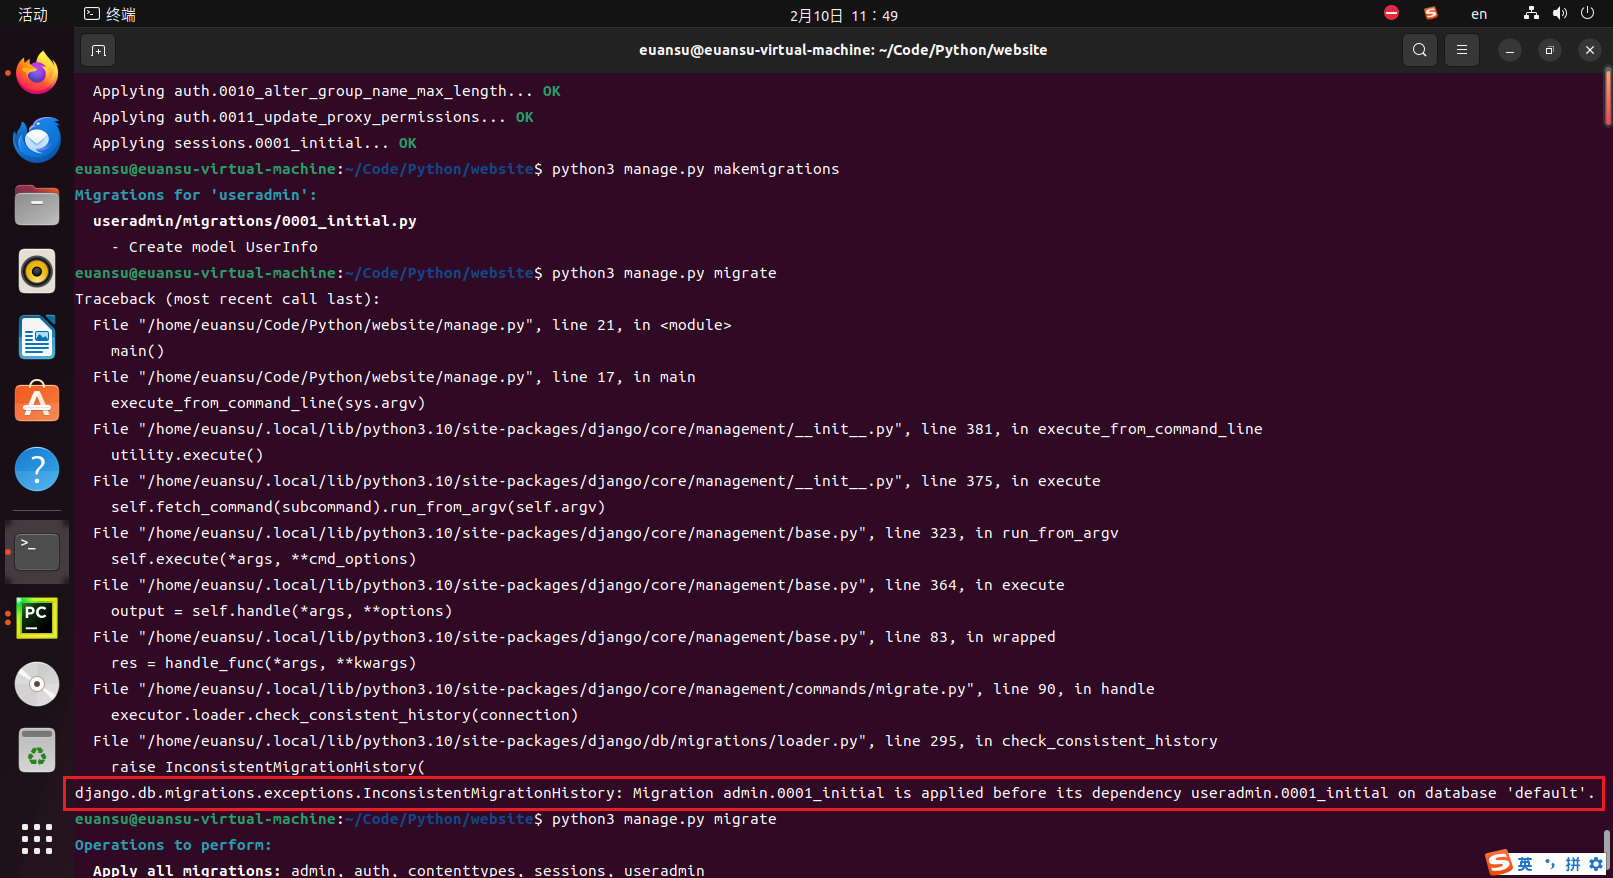 活动 终端 2月10日 11：49 en
euansu@euansu-virtual-machine: ~/Code/Python/website
Applying auth.0010_alter_group_name_max_length... OK
Applying auth.0011_update_proxy_permissions... OK
Applying sessions.0001_initial... OK
euansu@euansu-virtual-machine:~/Code/Python/website$ python3 manage.py makemigrations
Migrations for 'useradmin':
useradmin/migrations/0001_initial.py
- Create model UserInfo
euansu@euansu-virtual-machine:~/Code/Python/website$ python3 manage.py migrate
Traceback (most recent call last):
File "/home/euansu/Code/Python/website/manage.py", line 21, in <module>
main()
File "/home/euansu/Code/Python/website/manage.py", line 17, in main
execute_from_command_line(sys.argv)
File "/home/euansu/.local/lib/python3.10/site-packages/django/core/management/__init__.py", line 381, in execute_from_command_line
utility.execute()
File "/home/euansu/.local/lib/python3.10/site-packages/django/core/management/__init__.py", line 375, in execute
self.fetch_command(subcommand).run_from_argv(self.argv)
File "/home/euansu/.local/lib/python3.10/site-packages/django/core/management/base.py", line 323, in run_from_argv
self.execute(*args, **cmd_options)
File "/home/euansu/.local/lib/python3.10/site-packages/django/core/management/base.py", line 364, in execute
output = self.handle(*args, **options)
File "/home/euansu/.local/lib/python3.10/site-packages/django/core/management/base.py", line 83, in wrapped
res = handle_func(*args, **kwargs)
File "/home/euansu/.local/lib/python3.10/site-packages/django/core/management/commands/migrate.py", line 90, in handle
executor.loader.check_consistent_history(connection)
File "/home/euansu/.local/lib/python3.10/site-packages/django/db/migrations/loader.py", line 295, in check_consistent_history
raise InconsistentMigrationHistory(
django.db.migrations.exceptions.InconsistentMigrationHistory: Migration admin.0001_initial is applied before its dependency useradmin.0001_initial on database 'default'.
euansu@euansu-virtual-machine:~/Code/Python/website$ python3 manage.py migrate
Operations to perform:
Apply all migrations: admin, auth, contenttypes, sessions, useradmin
PC
英 拼